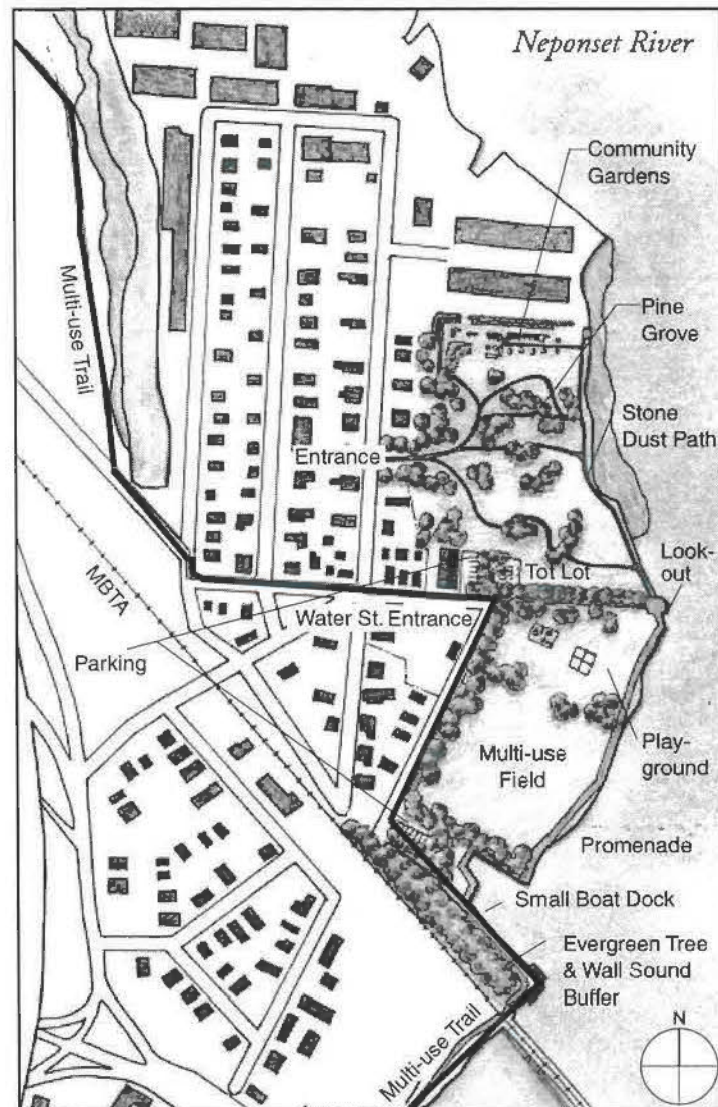 Neponset River
Community
Gardens
Pine
Grove
Multi-use Trail
Stone
Dust Path
Entrance
Look-
out
MBTA
Tot Lot
Water St. Entrance
Parking
Play-
ground
Multi-use
Field
Promenade
Small Boat Dock
Evergreen Tree
& Wall Sound
Buffer
Multi-use Trail
N